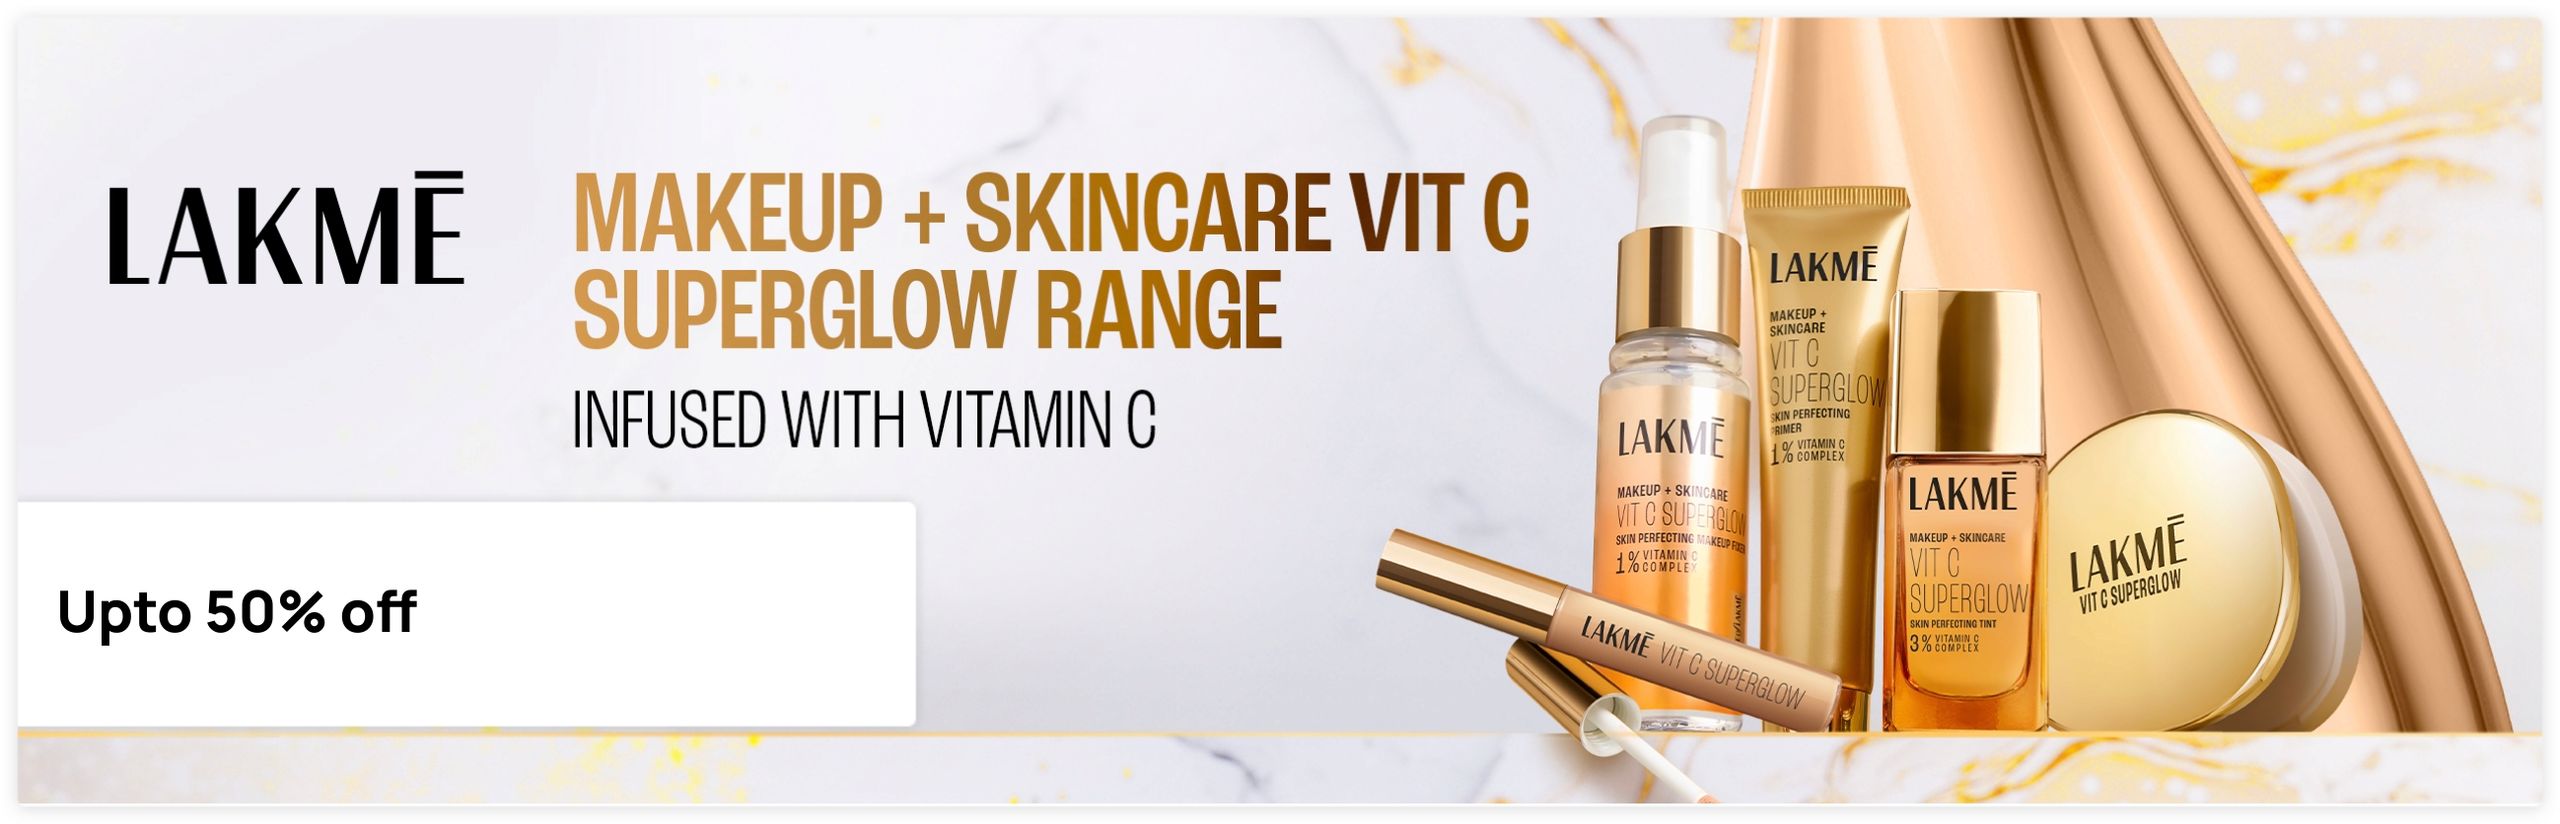 LAKMĒ
MAKEUP + SKINCARE VIT C
SUPERGLOW RANGE
INFUSED WITH VITAMIN C
Upto 50% off
LAKMĒ
MAKEUP + SKINCARE
VIT C SUPERGLOW
SKIN PERFECTING MAKEUP FIXER
1% VITAMIN C
COMPLEX
LAKMĒ
MAKEUP +
SKINCARE
VIT C
SUPERGLOW
SKIN PERFECTING
PRIMER
1% VITAMIN C
COMPLEX
LAKMĒ
MAKEUP + SKINCARE
VIT C
SUPERGLOW
SKIN PERFECTING TINT
3% VITAMIN C
COMPLEX
LAKMĒ
VIT C SUPERGLOW
LAKMĒ VIT C SUPERGLOW